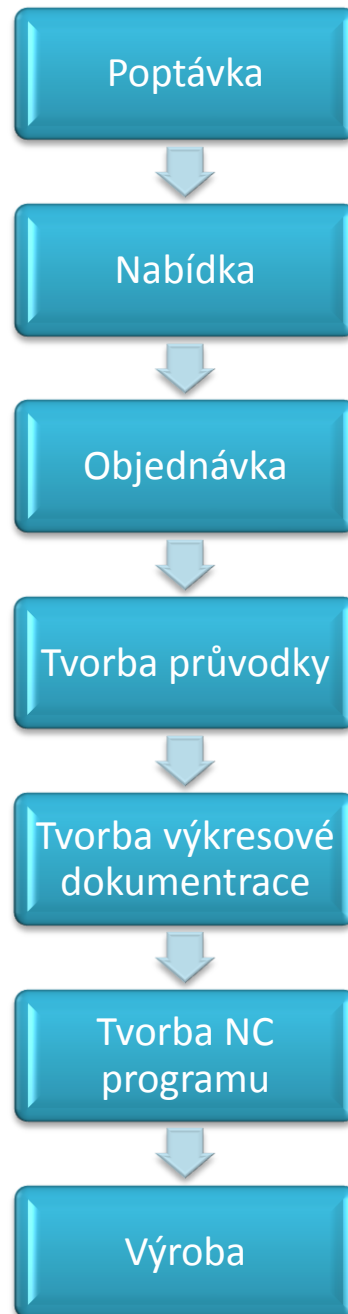 Poptávka
Nabídka
Objednávka
Tvorba průvodky
Tvorba výkresové
dokumentrace
Tvorba NC
programu
Výroba